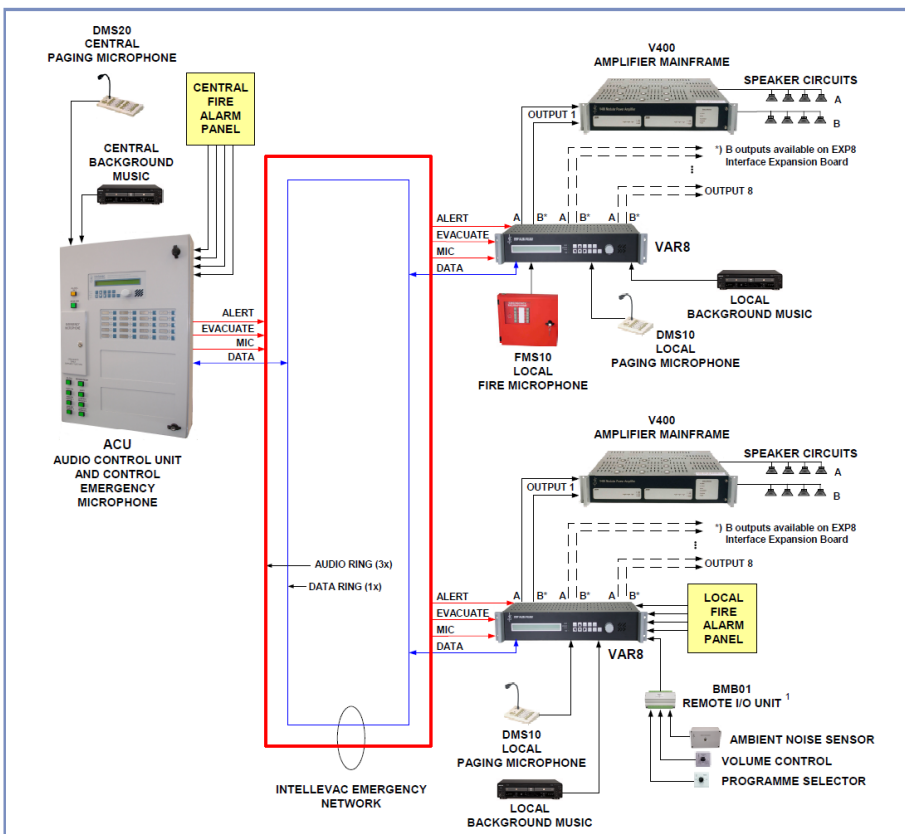 DMS20
CENTRAL
PAGING MICROPHONE
CENTRAL
FIRE
ALARM
PANEL
CENTRAL
BACKGROUND
MUSIC
ALERT
EVACUATE
MIC
DATA
ACU
AUDIO CONTROL UNIT
AND CONTROL
EMERGENCY
MICROPHONE
AUDIO RING (3x)
DATA RING (1x)
INTELLEVAC EMERGENCY
NETWORK
V400
AMPLIFIER MAINFRAME
SPEAKER CIRCUITS
A
B
OUTPUT 1
*) B outputs available on EXP8
Interface Expansion Board
OUTPUT 8
A B* A B* A B*
ALERT
EVACUATE
MIC
DATA
VAR8
LOCAL
BACKGROUND MUSIC
FMS10
LOCAL
FIRE MICROPHONE
DMS10
LOCAL
PAGING MICROPHONE
V400
AMPLIFIER MAINFRAME
SPEAKER CIRCUITS
A
B
OUTPUT 1
*) B outputs available on EXP8
Interface Expansion Board
OUTPUT 8
A B* A B* A B*
ALERT
EVACUATE
MIC
DATA
VAR8
LOCAL
FIRE
ALARM
PANEL
BMB01
REMOTE I/O UNIT 1
AMBIENT NOISE SENSOR
VOLUME CONTROL
PROGRAMME SELECTOR
DMS10
LOCAL
PAGING MICROPHONE
LOCAL
BACKGROUND MUSIC